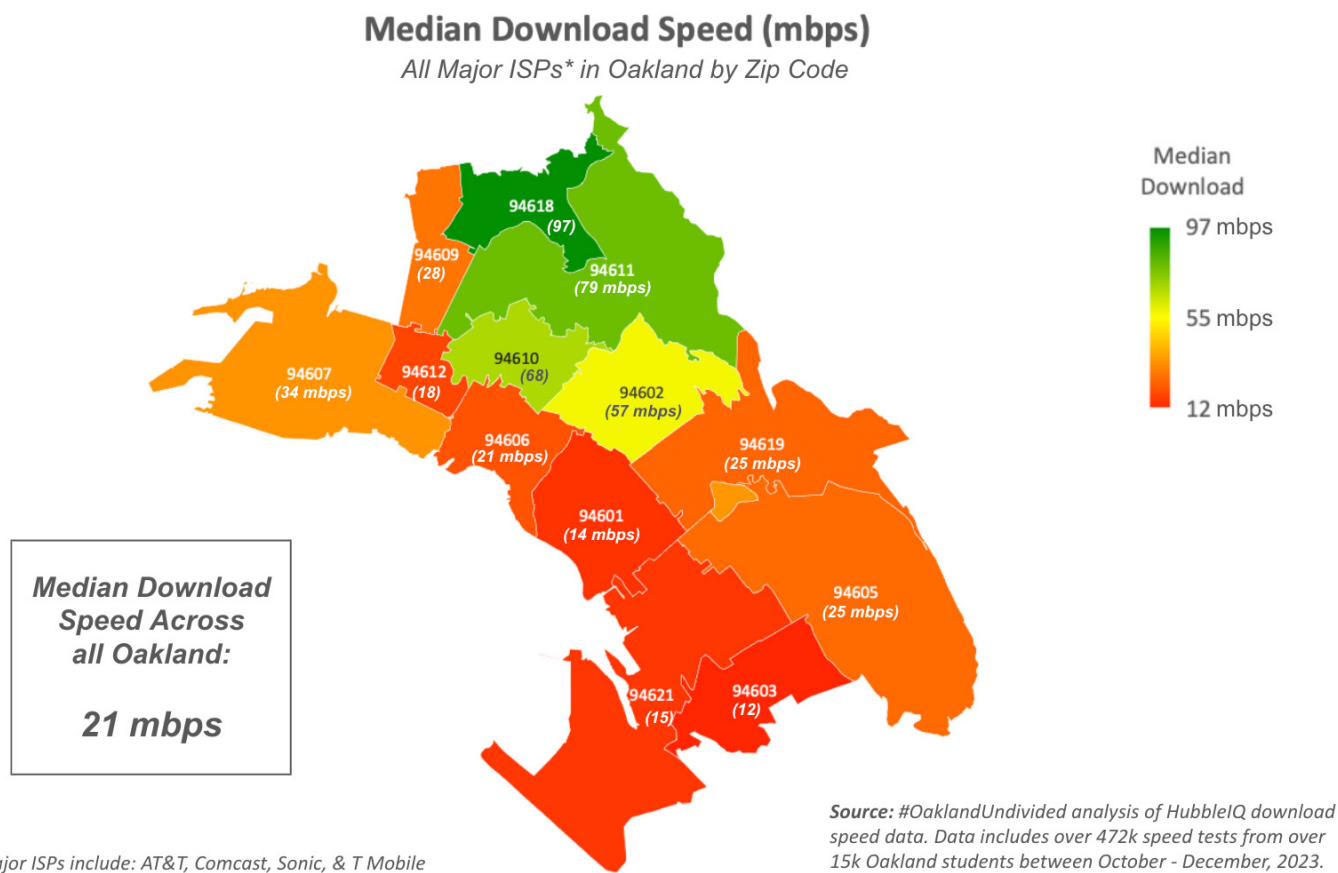 Median Download Speed (mbps)
All Major ISPs* in Oakland by Zip Code
Median
Download
97 mbps
55 mbps
12 mbps
94618
(97)
94609
(28)
94611
(79 mbps)
94610
(68)
94612
(18)
94607
(34 mbps)
94602
(57 mbps)
94606
(21 mbps)
94619
(25 mbps)
94601
(14 mbps)
94605
(25 mbps)
94621
(15)
94603
(12)
Median Download
Speed Across
all Oakland:
21 mbps
ISPs include: AT&T, Comcast, Sonic, & T Mobile
Source: #OaklandUndivided analysis of HubbleIQ download
speed data. Data includes over 472k speed tests from over
15k Oakland students between October - December, 2023.